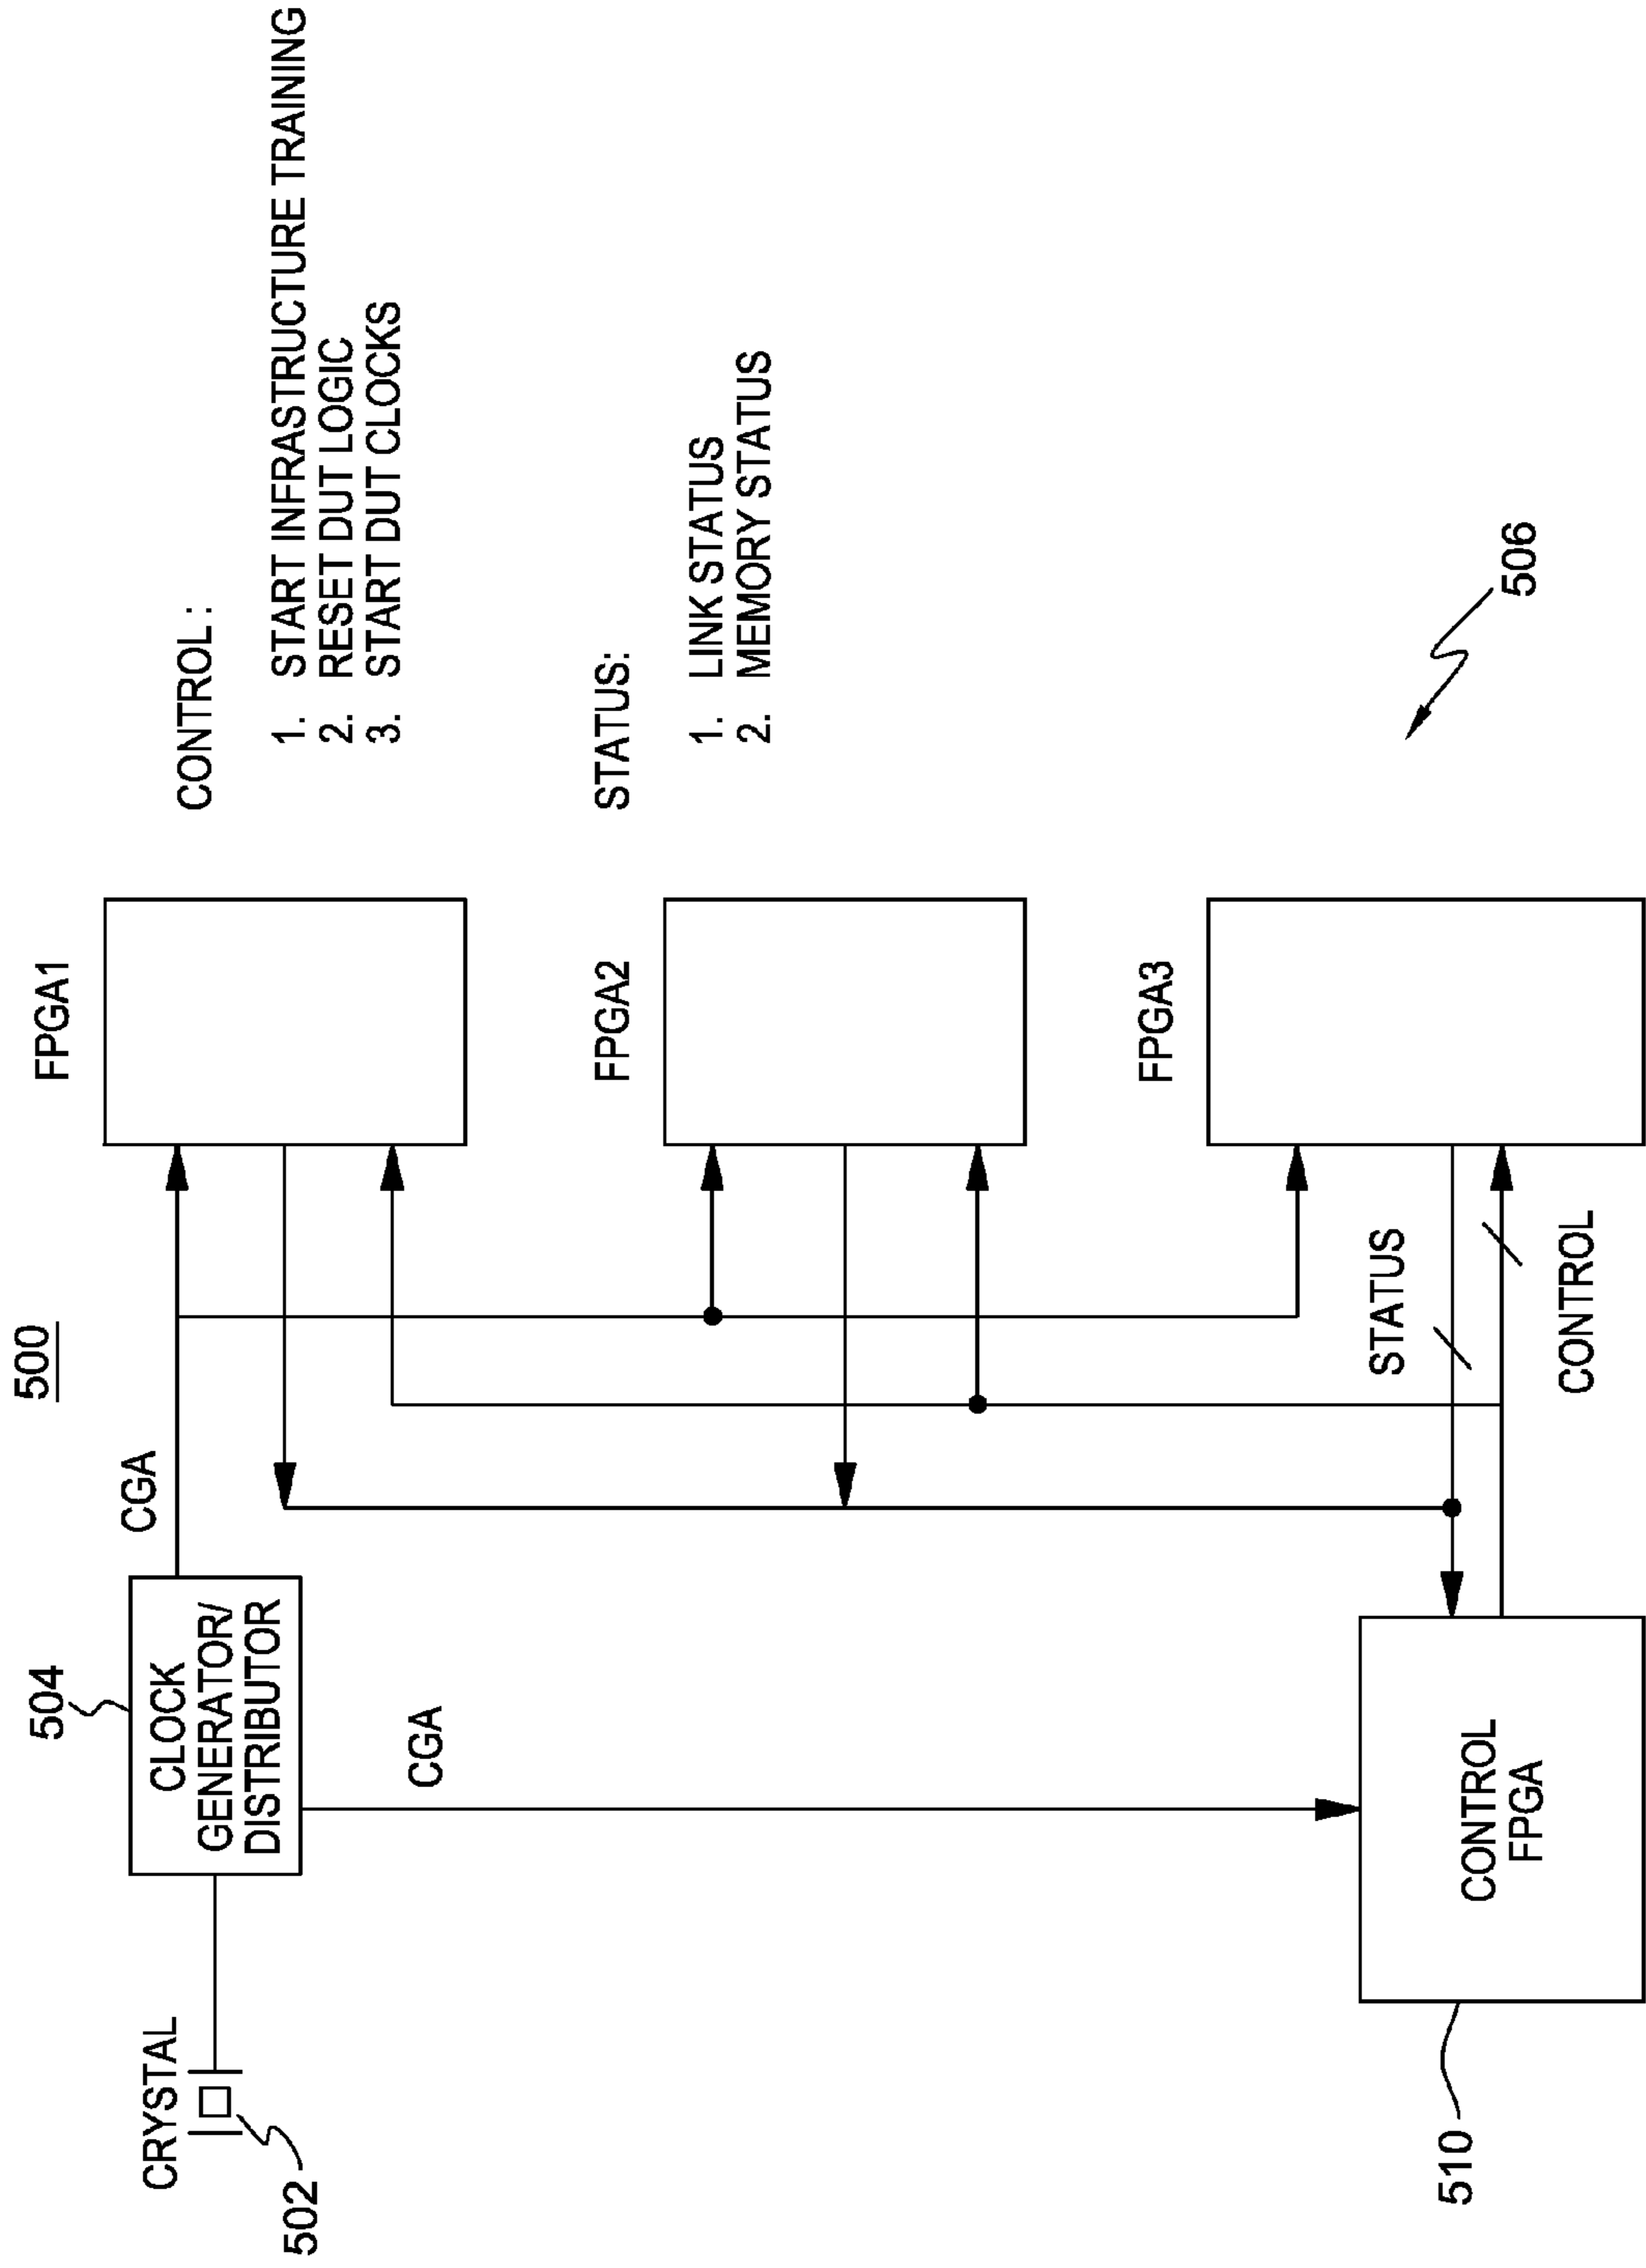 500
CRYSTAL
502
504
CLOCK
GENERATOR/
DISTRIBUTOR
CGA
CGA
FPGA1
FPGA2
FPGA3
CONTROL :
1. START INFRASTRUCTURE TRAINING
2. RESET DUT LOGIC
3. START DUT CLOCKS
STATUS:
1. LINK STATUS
2. MEMORY STATUS
STATUS
CONTROL
CONTROL
FPGA
510
506